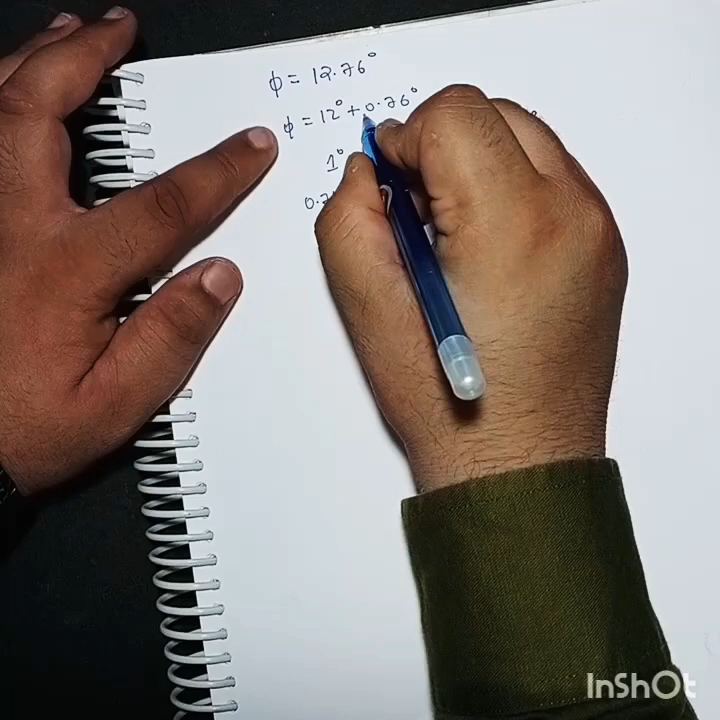 ϕ = 12.76°
ϕ = 12° + 0.76°
1°
InShOt